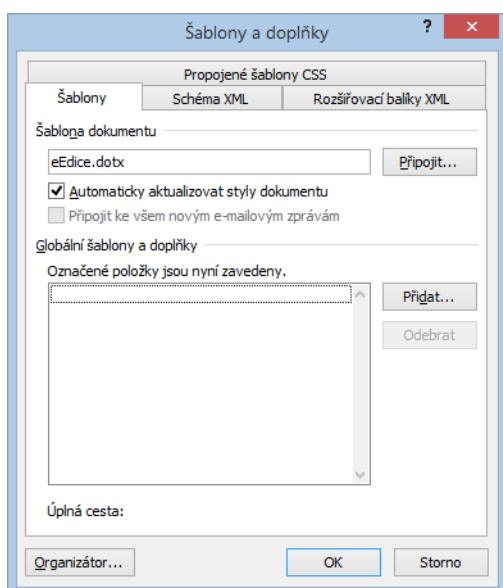 Šablony a doplňky
?
×
Propojené šablony CSS
Šablony Schéma XML Rozšiřovací balíky XML
Šablona dokumentu
eEdice.dotx Připojit...
Automaticky aktualizovat styly dokumentu
Připojit ke všem novým e-mailovým zprávám
Globální šablony a doplňky
Označené položky jsou nyní zavedeny.
Přidat...
Odebrat
Úplná cesta:
Organizátor... OK Storno